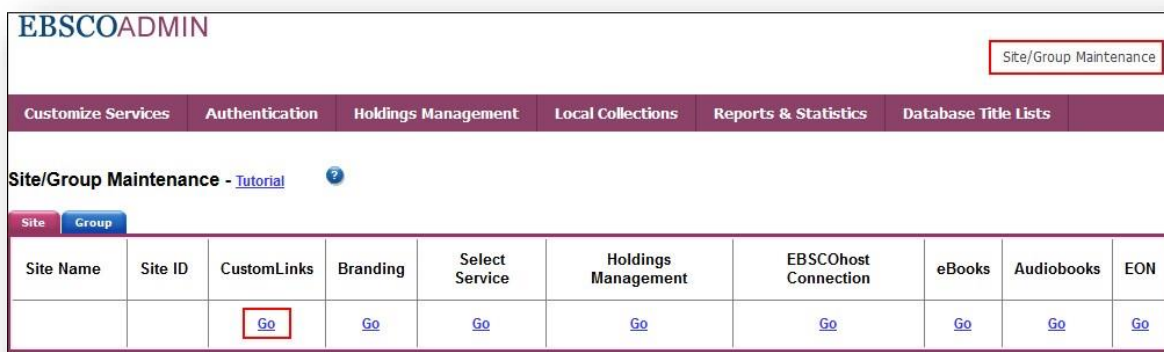 EBSCOADMIN
Site/Group Maintenance
Customize Services Authentication Holdings Management Local Collections Reports & Statistics Database Title Lists
Site/Group Maintenance - Tutorial ?
Site Group
Site Name Site ID CustomLinks Branding Select Service Holdings Management EBSCOhost Connection eBooks Audiobooks EON
Go Go Go Go Go Go Go Go